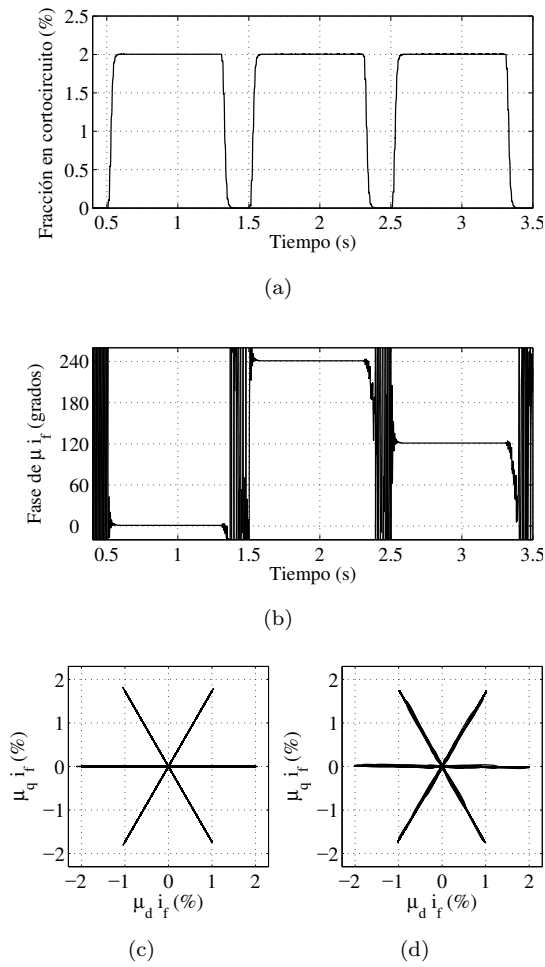 Fracción en cortocircuito (%)
2.5
2
1.5
1
0.5
0
0.5 1 1.5 2 2.5 3 3.5
Tiempo (s)
(a)
Fase de μ i_f (grados)
240
180
120
60
0
0.5 1 1.5 2 2.5 3 3.5
Tiempo (s)
(b)
μ_q i_f (%)
2
1
0
−1
−2
−2 −1 0 1 2
μ_d i_f (%)
(c)
μ_q i_f (%)
2
1
0
−1
−2
−2 −1 0 1 2
μ_d i_f (%)
(d)